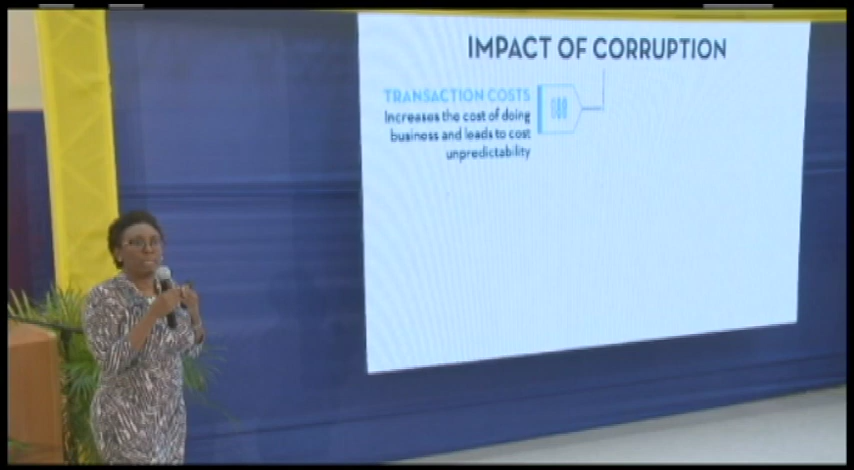 IMPACT OF CORRUPTION
TRANSACTION COSTS
Increases the cost of doing
business and leads to cost
unpredictability